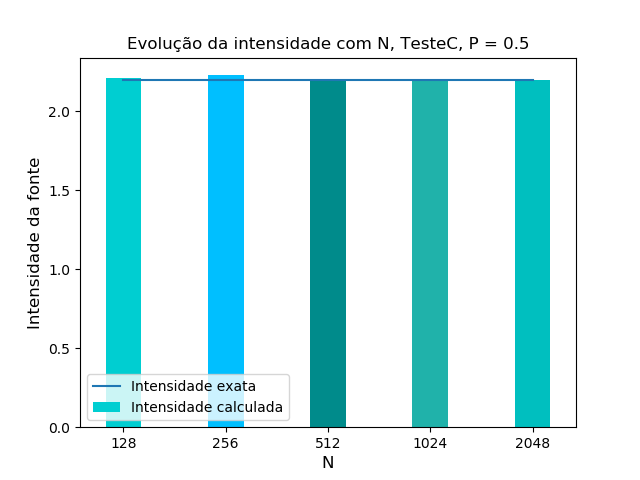 Evolução da intensidade com N, TesteC, P = 0.5
Intensidade da fonte
2.0
1.5
1.0
0.5
0.0
Intensidade exata
Intensidade calculada
128 256 512 1024 2048
N